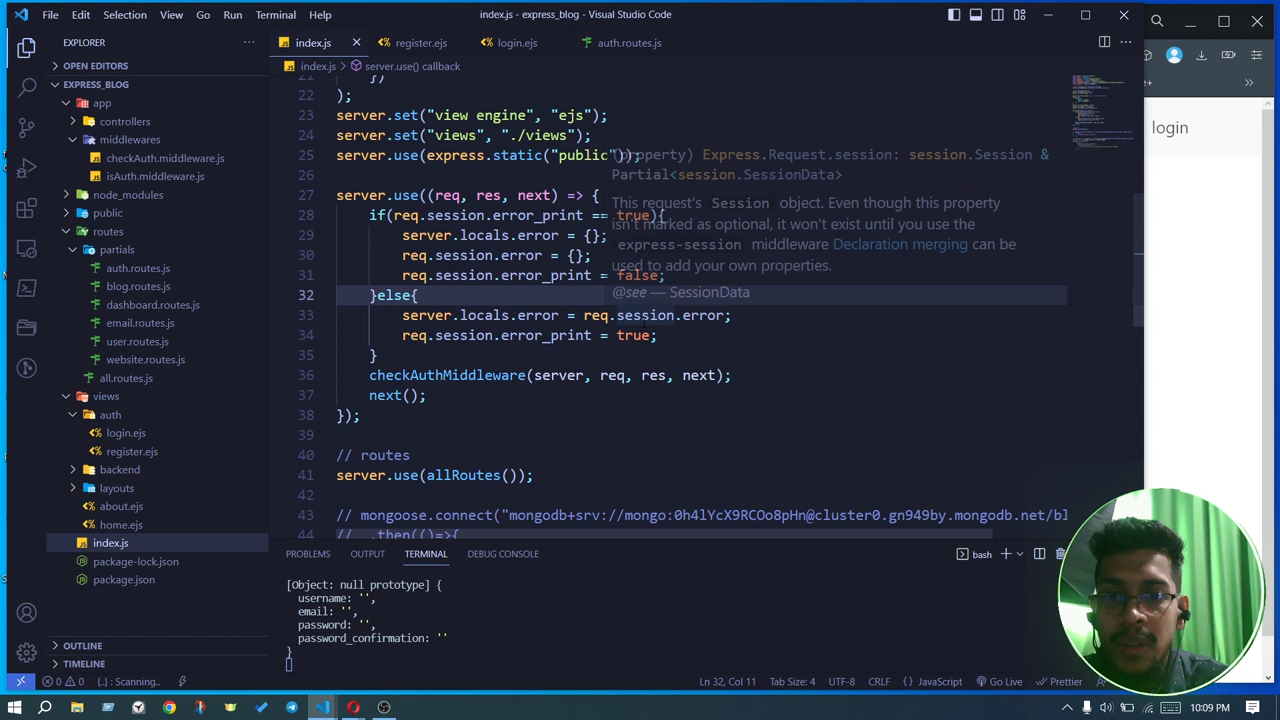 File Edit Selection View Go Run Terminal Help
index.js - express_blog - Visual Studio Code
EXPLORER
OPEN EDITORS
EXPRESS_BLOG
app
controllers
middlewares
checkAuth.middleware.js
isAuth.middleware.js
node_modules
public
routes
partials
auth.routes.js
blog.routes.js
dashboard.routes.js
email.routes.js
user.routes.js
website.routes.js
all.routes.js
views
auth
login.ejs
register.ejs
backend
layouts
about.ejs
home.ejs
index.js
package-lock.json
package.json
OUTLINE
TIMELINE
index.js register.ejs login.ejs auth.routes.js
index.js server.use() callback
21 })
22 );
23 server.set("view engine", "ejs");
24 server.set("views", "./views");
25 server.use(express.static("public"));
26
27 server.use((req, res, next) => {
28 if(req.session.error_print == true){
29 server.locals.error = {};
30 req.session.error = {};
31 req.session.error_print = false;
32 }else{
33 server.locals.error = req.session.error;
34 req.session.error_print = true;
35 }
36 checkAuthMiddleware(server, req, res, next);
37 next();
38 });
39
40 // routes
41 server.use(allRoutes());
42
43 // mongoose.connect("mongodb+srv://mongo:0h4lYcX9RCOo8pHn@cluster0.gn949by.mongodb.net/bl
44 // .then(()=>{
(property) Express.Request.session: session.Session &
Partial<session.SessionData>
This request's Session object. Even though this property
isn't marked as optional, it won't exist until you use the
express-session middleware Declaration merging can be
used to add your own properties.
@see — SessionData
PROBLEMS OUTPUT TERMINAL DEBUG CONSOLE
bash
[Object: null prototype] {
username: '',
email: '',
password: '',
password_confirmation: ''
}
login
0 0 {..} : Scanning..
Ln 32, Col 11 Tab Size: 4 UTF-8 CRLF {} JavaScript Go Live Prettier
10:09 PM